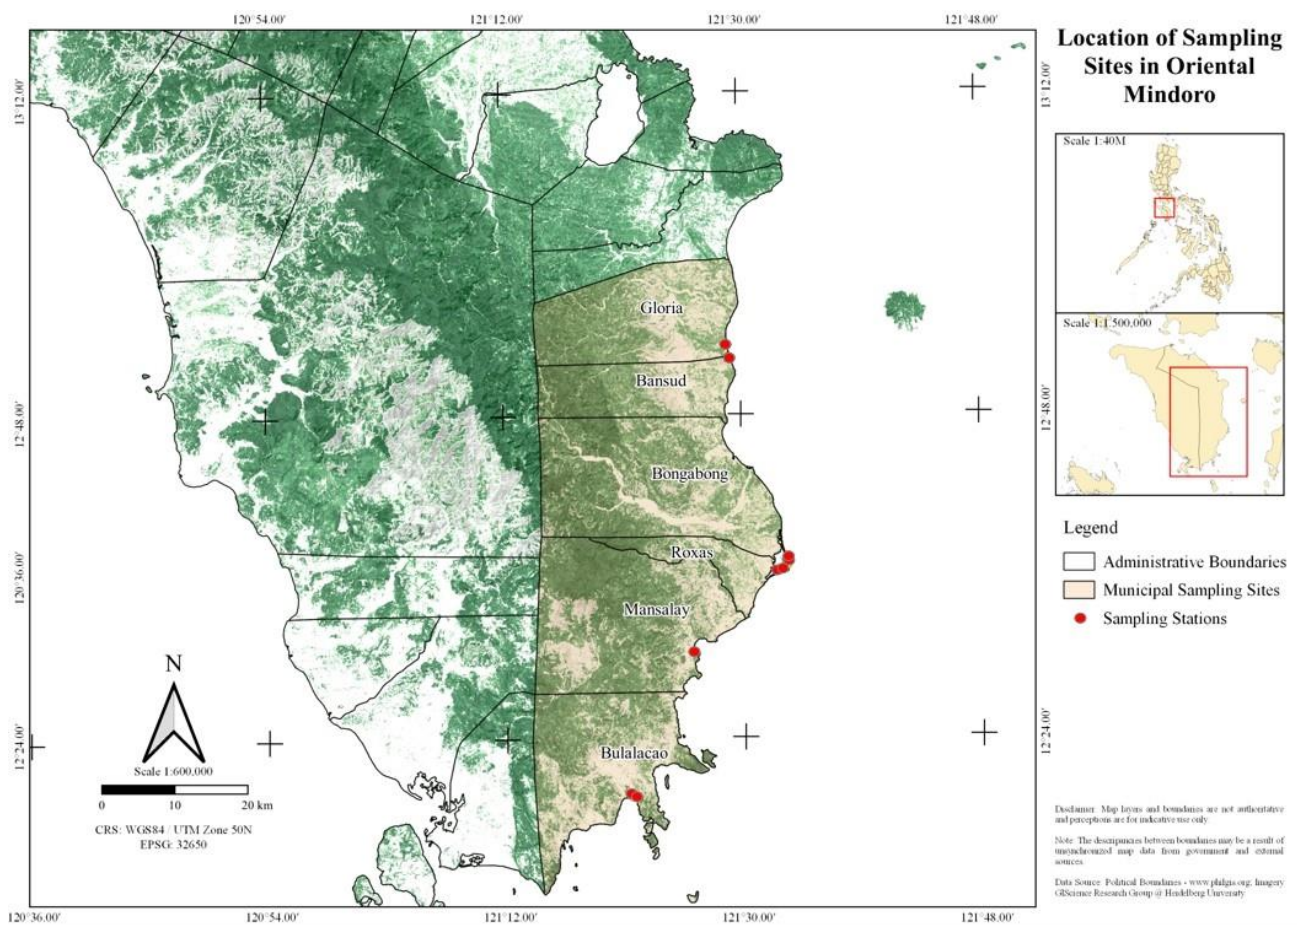 120°54.00'
121°12.00'
121°30.00'
121°48.00'
Location of Sampling
Sites in Oriental
Mindoro
13°12.00'
13°12.00'
Scale 1:40M
Scale 1:1 500,000
Gloria
Bansud
12°48.00'
12°48.00'
Bongabong
Legend
Roxas
Administrative Boundaries
120°36.00'
120°36.00'
Municipal Sampling Sites
Mansalay
Sampling Stations
N
12°24.00'
12°24.00'
Bulalacao
Scale 1:600,000
0 10 20 km
CRS: WGS84 / UTM Zone 50N
EPSG: 32650
Disclaimer: Map layers and boundaries are not authoritative
and perceptions are for indicative use only
Note: The descripancies between boundaries may be a result of
unsynchronized map data from government and external
sources.
Data Source: Political Boundaries - www.philgis.org; Imagery
GIScience Research Group @ Heidelberg University
120°36.00'
120°54.00'
121°12.00'
121°30.00'
121°48.00'